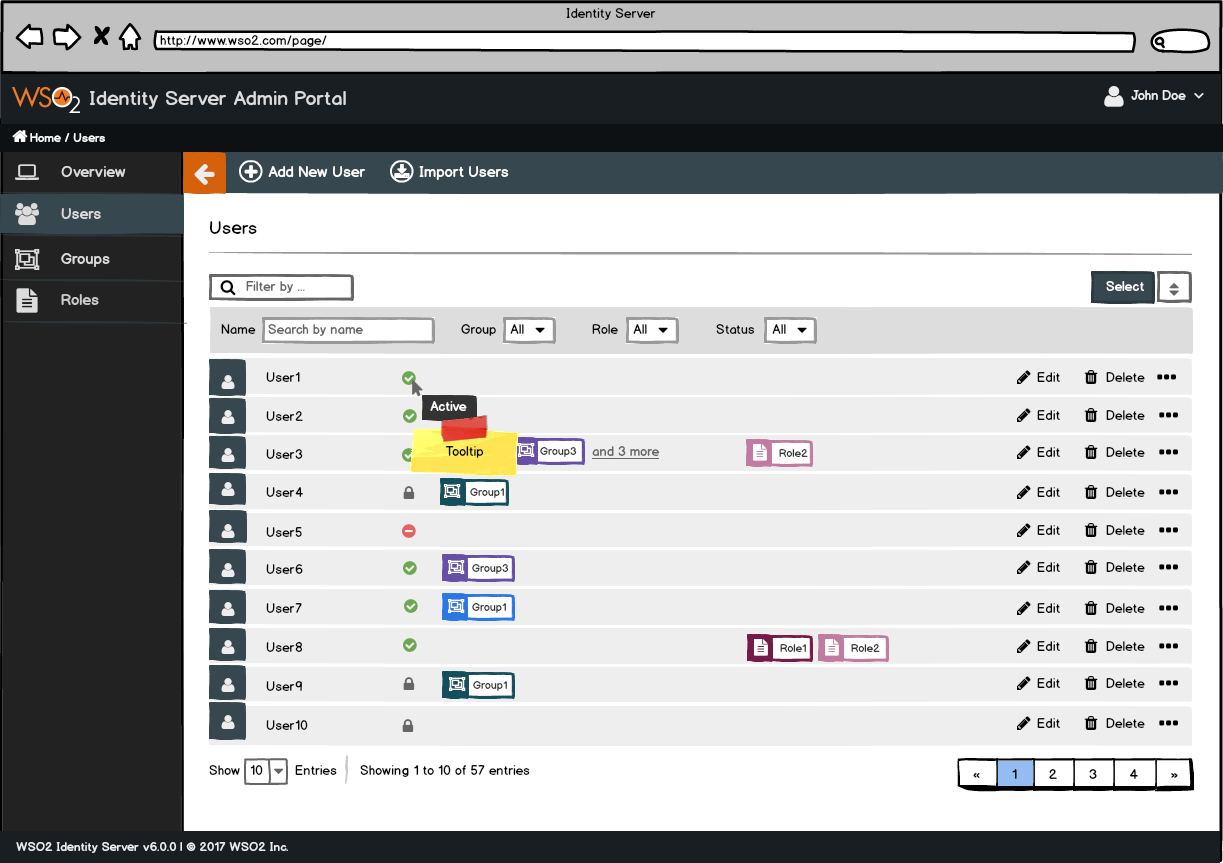 Identity Server
http://www.wso2.com/page/
WSO2 Identity Server Admin Portal
John Doe
Home / Users
Overview
Add New User
Import Users
Users
Groups
Roles
Users
Filter by ...
Select
Name Search by name Group All Role All Status All
User1 Edit Delete
Active
User2 Edit Delete
User3 Tooltip Group3 and 3 more Role2 Edit Delete
User4 Group1 Edit Delete
User5 Edit Delete
User6 Group3 Edit Delete
User7 Group1 Edit Delete
User8 Role1 Role2 Edit Delete
User9 Group1 Edit Delete
User10 Edit Delete
Show 10 Entries Showing 1 to 10 of 57 entries « 1 2 3 4 »
WSO2 Identity Server v6.0.0 | © 2017 WSO2 Inc.